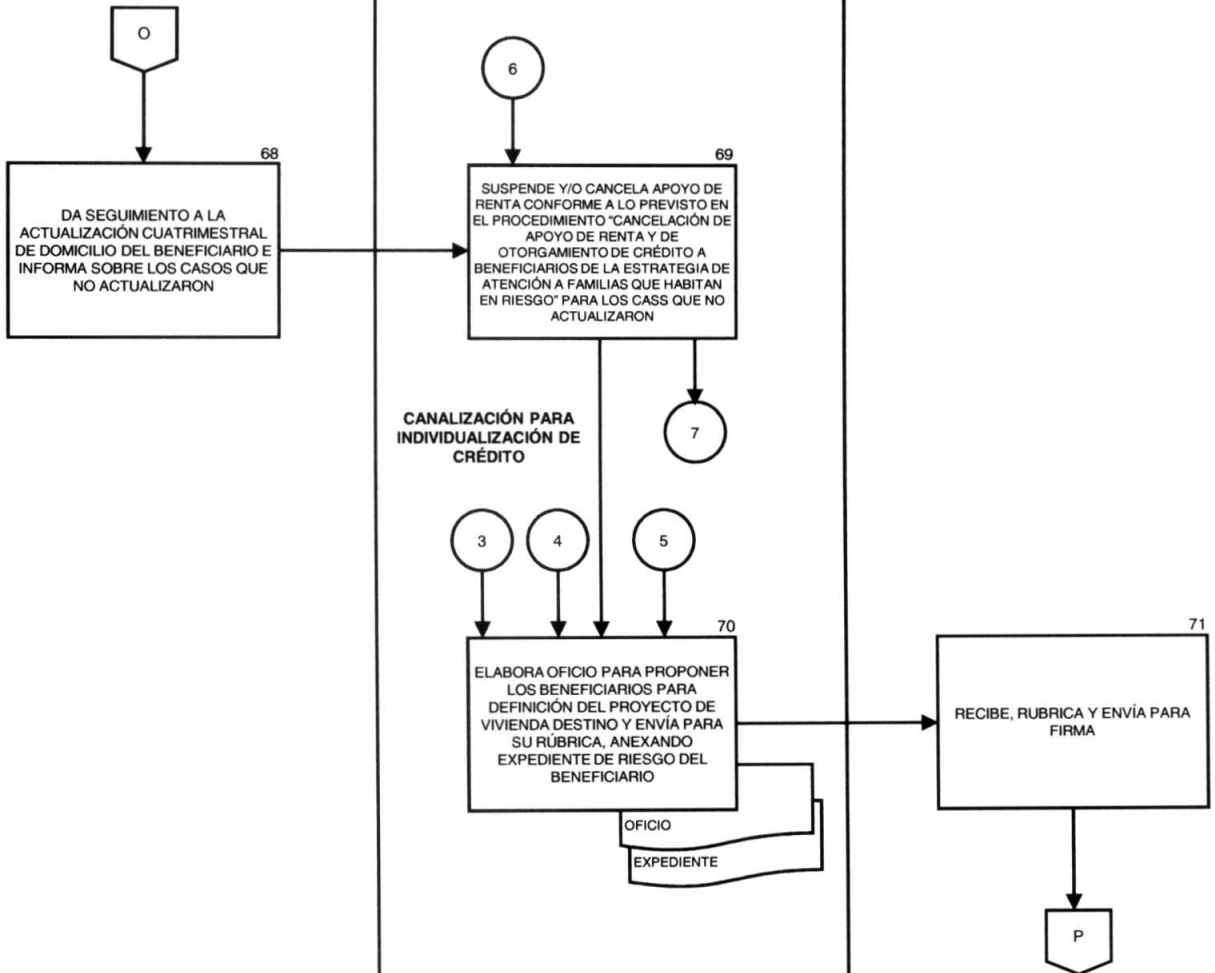 O
68
DA SEGUIMIENTO A LA
ACTUALIZACIÓN CUATRIMESTRAL
DE DOMICILIO DEL BENEFICIARIO E
INFORMA SOBRE LOS CASOS QUE
NO ACTUALIZARON
6
69
SUSPENDE Y/O CANCELA APOYO DE
RENTA CONFORME A LO PREVISTO EN
EL PROCEDIMIENTO "CANCELACIÓN DE
APOYO DE RENTA Y DE
OTORGAMIENTO DE CRÉDITO A
BENEFICIARIOS DE LA ESTRATEGIA DE
ATENCIÓN A FAMILIAS QUE HABITAN
EN RIESGO" PARA LOS CASS QUE NO
ACTUALIZARON
7
CANALIZACIÓN PARA
INDIVIDUALIZACIÓN DE
CRÉDITO
3
4
5
70
ELABORA OFICIO PARA PROPONER
LOS BENEFICIARIOS PARA
DEFINICIÓN DEL PROYECTO DE
VIVIENDA DESTINO Y ENVÍA PARA
SU RÚBRICA, ANEXANDO
EXPEDIENTE DE RIESGO DEL
BENEFICIARIO
OFICIO
EXPEDIENTE
71
RECIBE, RUBRICA Y ENVÍA PARA
FIRMA
P